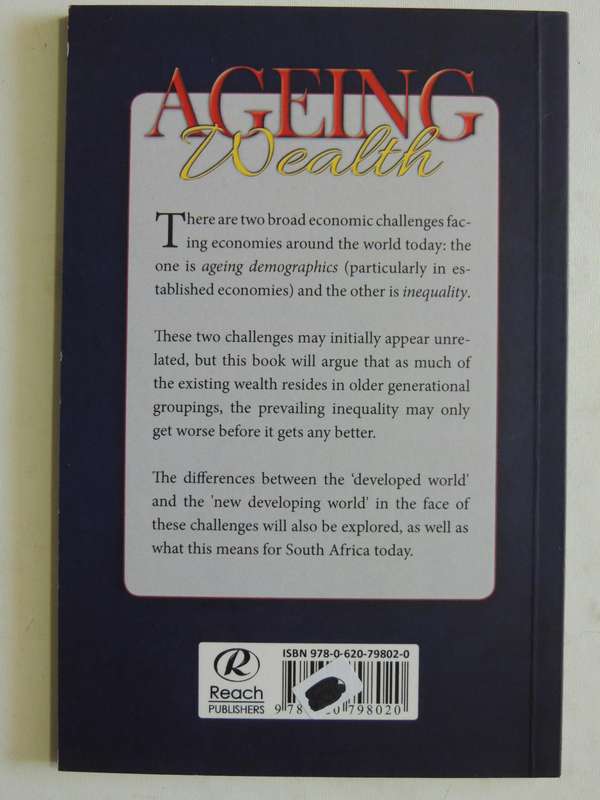 AGEING
Wealth
There are two broad economic challenges fac-
ing economies around the world today: the
one is ageing demographics (particularly in es-
tablished economies) and the other is inequality.
These two challenges may initially appear unre-
lated, but this book will argue that as much of
the existing wealth resides in older generational
groupings, the prevailing inequality may only
get worse before it gets any better.
The differences between the ‘developed world’
and the 'new developing world' in the face of
these challenges will also be explored, as well as
what this means for South Africa today.
ISBN 978-0-620-79802-0
R
Reach
PUBLISHERS
9 78 20 798020